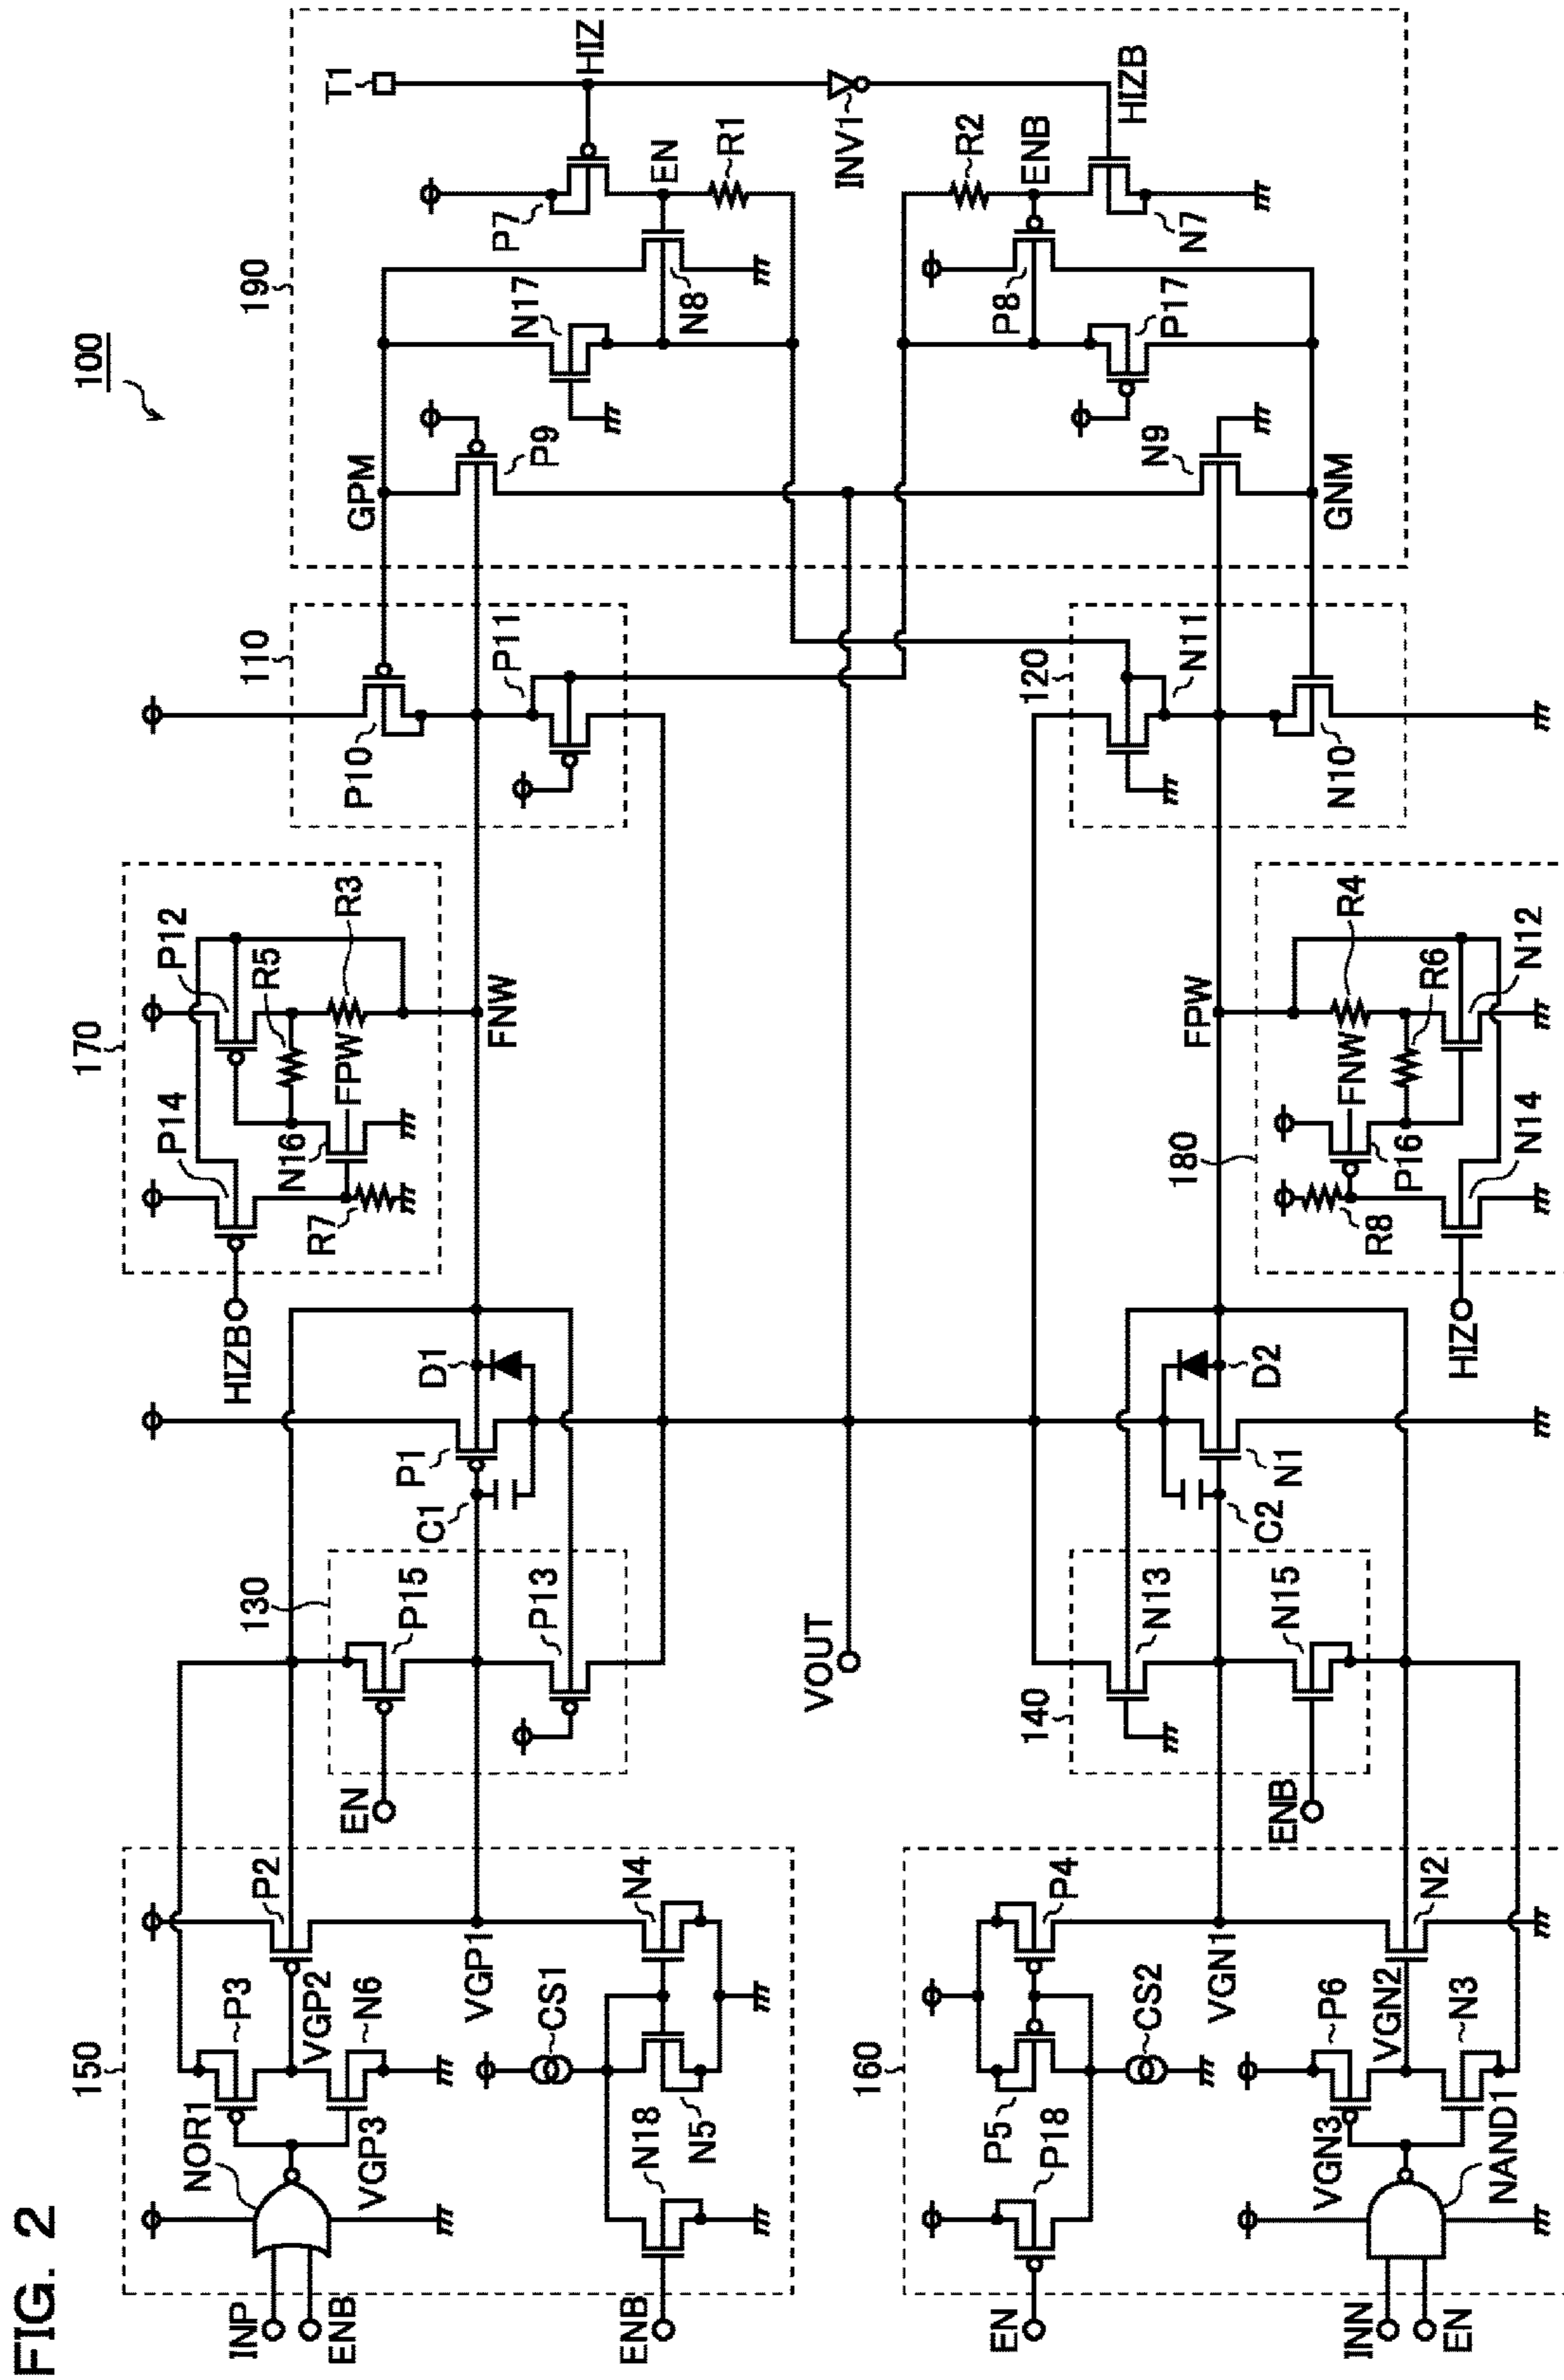 FIG. 2
100
150
INP
ENB
NOR1
VGP3
P3
VGP2
N6
P2
CS1
VGP1
N4
N18
N5
ENB
130
EN
P15
P13
C1
P1
D1
HIZB
170
P14
P12
R5
N16
FPW
R3
R7
FNW
110
P10
P11
190
GPM
P9
N17
N8
P7
EN
R1
T1
HIZ
INV1
HIZB
VOUT
160
EN
P5
P18
P4
CS2
VGN1
VGN3
P6
VGN2
N3
N2
NAND1
INN
EN
140
ENB
N13
N15
C2
N1
D2
HIZ
180
R8
P16
FNW
R4
R6
N14
N12
FPW
120
N11
N10
GNM
N9
P8
P17
R2
ENB
N7